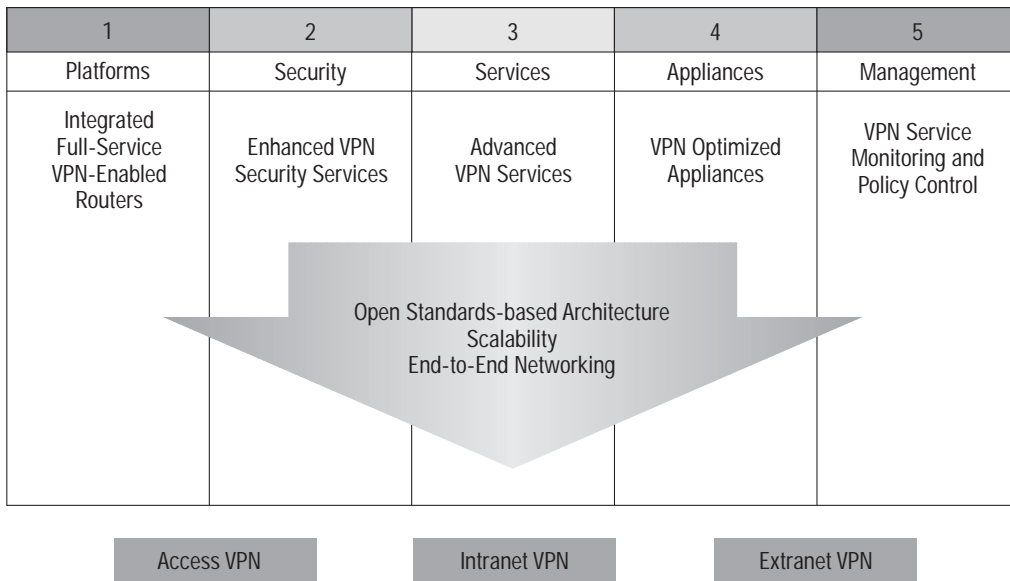 1 2 3 4 5
Platforms Security Services Appliances Management
Integrated
Full-Service
VPN-Enabled
Routers
Enhanced VPN
Security Services
Advanced
VPN Services
VPN Optimized
Appliances
VPN Service
Monitoring and
Policy Control
Open Standards-based Architecture
Scalability
End-to-End Networking
Access VPN Intranet VPN Extranet VPN